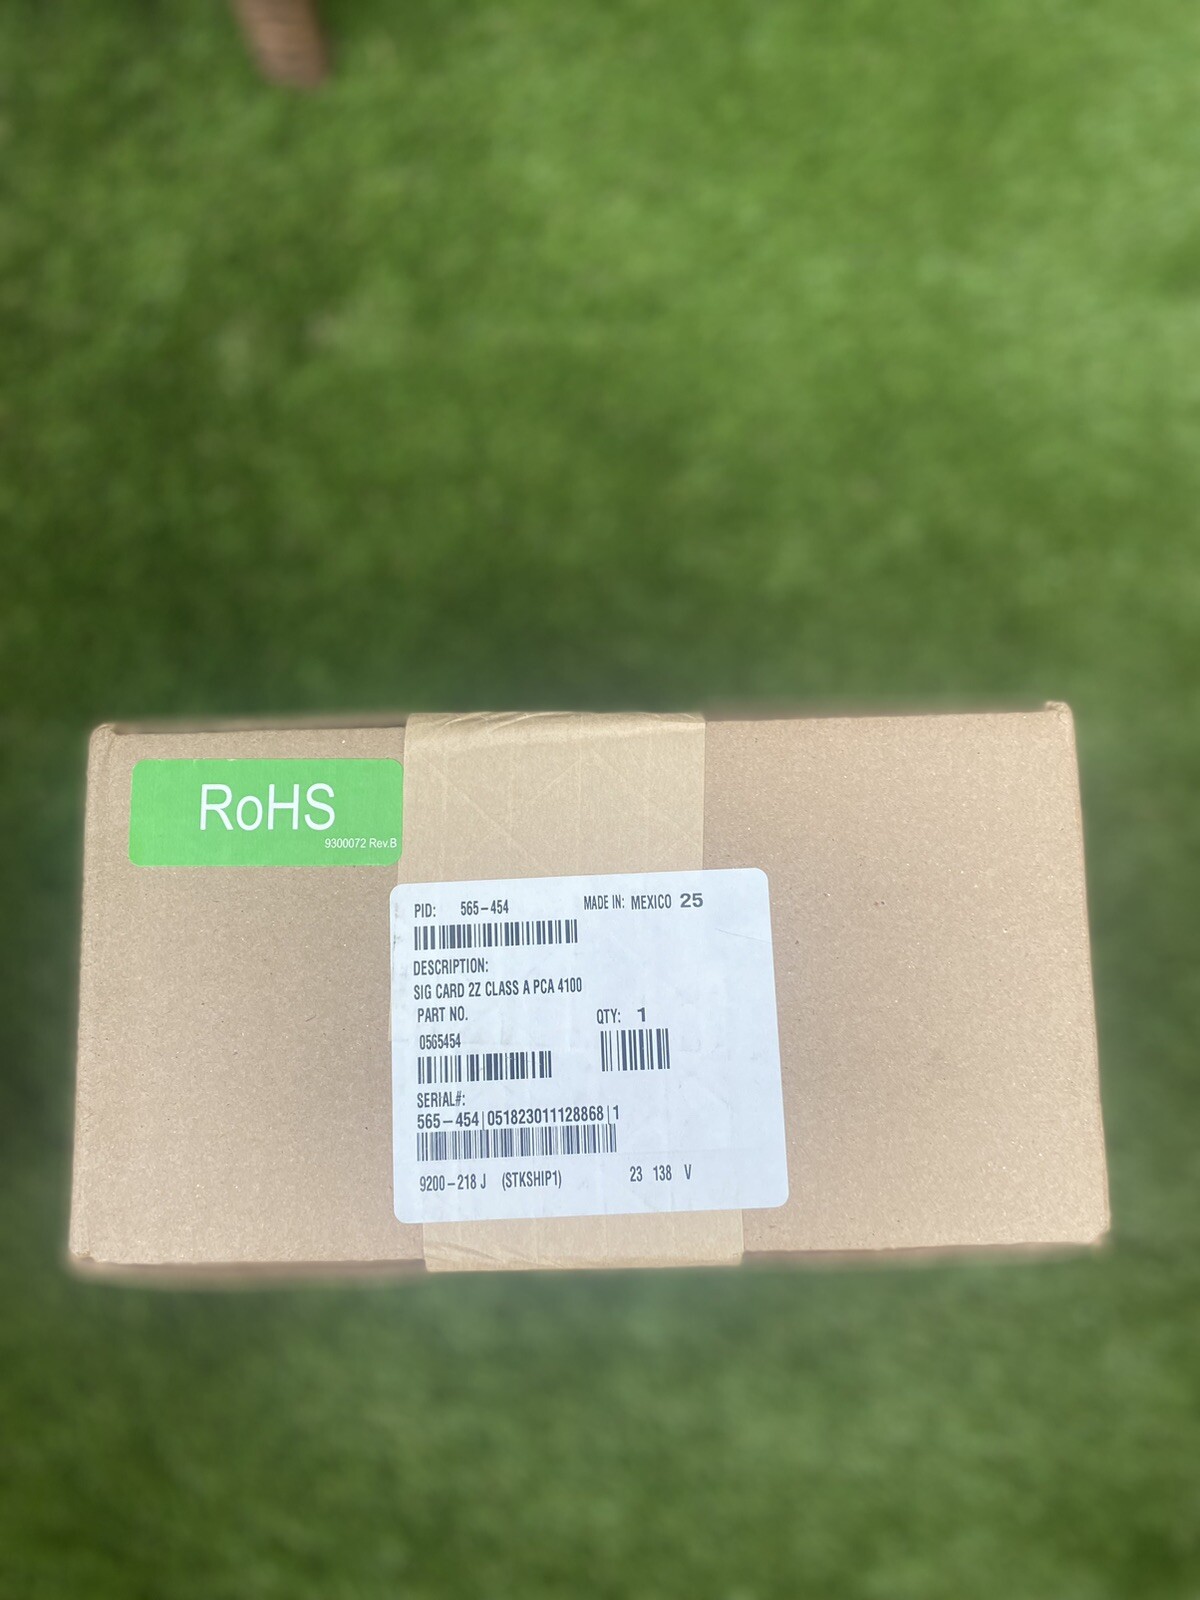 RoHS
9300072 Rev.B
PID: 565-454 MADE IN: MEXICO 25
DESCRIPTION:
SIG CARD 2Z CLASS A PCA 4100
PART NO. QTY: 1
0565454
SERIAL#:
565-454|051823011128868|1
9200-218 J (STKSHIP1) 23 138 V